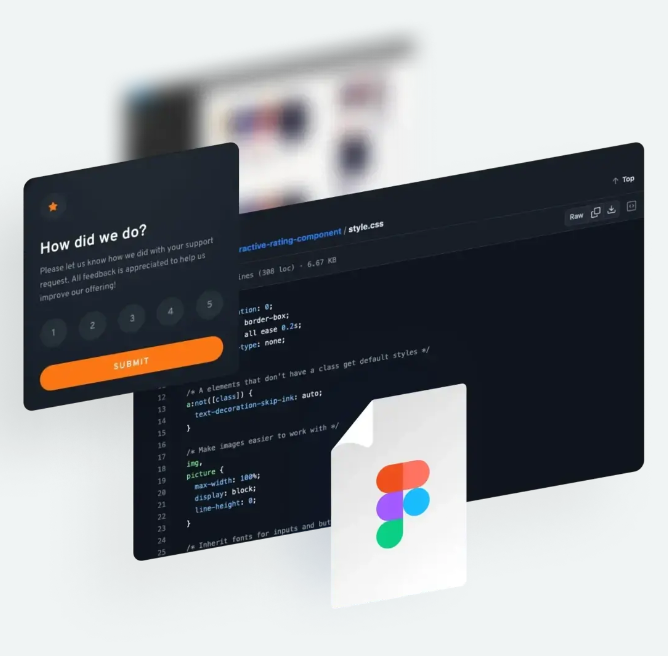 How did we do?
Please let us know how we did with your support
request. All feedback is appreciated to help us
improve our offering!
1 2 3 4 5
SUBMIT
↑ Top
ractive-rating-component / style.css
Raw
ines (308 loc) · 6.67 KB
ation: 0;
border-box;
all ease 0.2s;
type: none;
12 /* A elements that don't have a class get default styles */
13 a:not([class]) {
14 text-decoration-skip-ink: auto;
15 }
16
17 /* Make images easier to work with */
18 img,
19 picture {
20 max-width: 100%;
21 display: block;
22 line-height: 0;
23 }
24
25 /* Inherit fonts for inputs and but